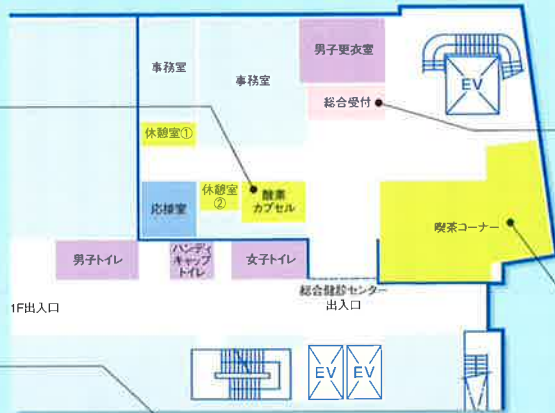 男子更衣室
事務室
事務室
EV
総合受付
休憩室①
応接室
休憩室
②
酸素
カプセル
喫茶コーナー
男子トイレ
ハンディ
キャップ
トイレ
女子トイレ
総合健診センター
出入口
1F出入口
EV
EV